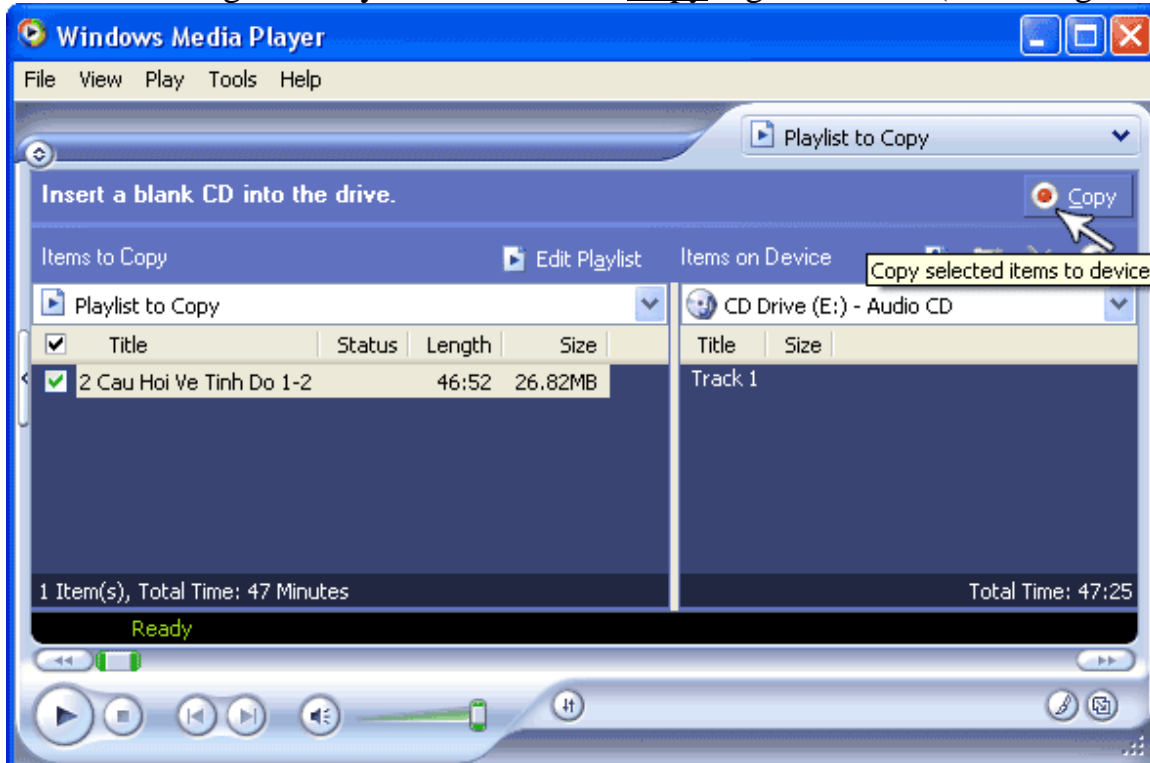 Copy
Windows Media Player
File View Play Tools Help
Playlist to Copy
Insert a blank CD into the drive.
Copy
Items to Copy Edit Playlist Items on Device
Copy selected items to device
Playlist to Copy CD Drive (E:) - Audio CD
Title Status Length Size Title Size
2 Cau Hoi Ve Tinh Do 1-2 46:52 26.82MB Track 1
1 Item(s), Total Time: 47 Minutes Total Time: 47:25
Ready